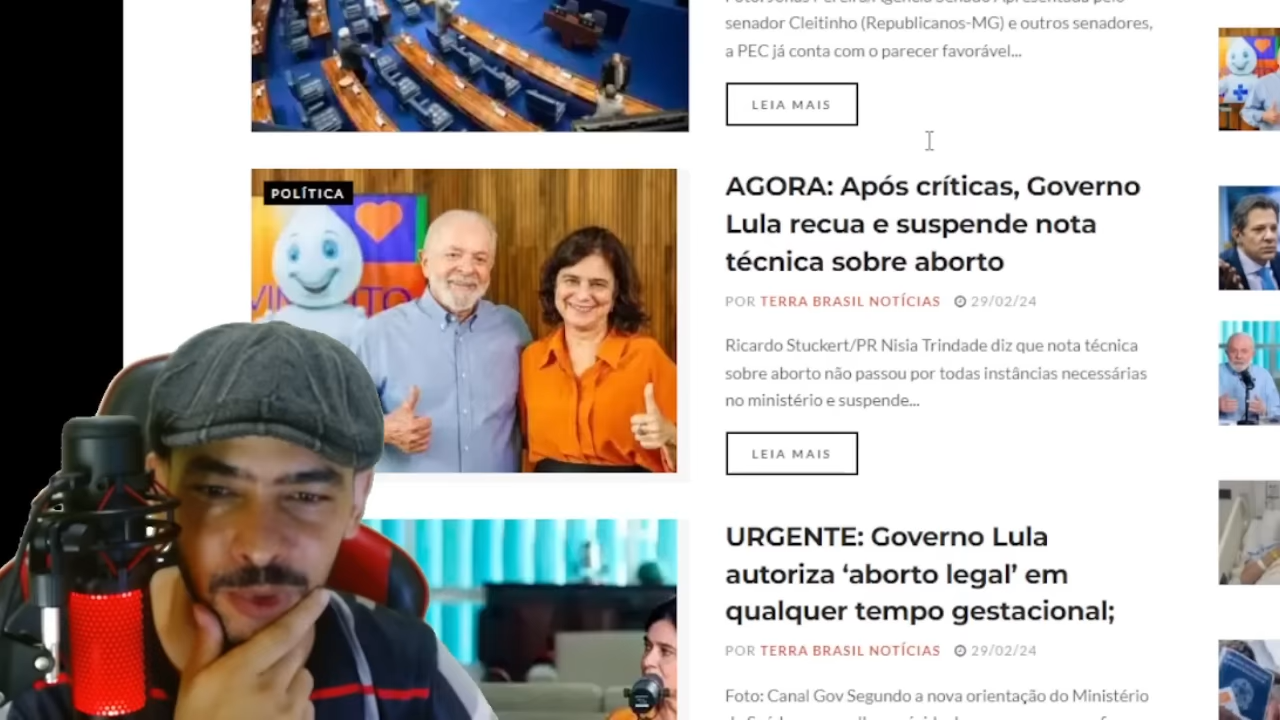 senador Cleitinho (Republicanos-MG) e outros senadores,
a PEC já conta com o parecer favorável...
LEIA MAIS
POLÍTICA
AGORA: Após críticas, Governo
Lula recua e suspende nota
técnica sobre aborto
POR TERRA BRASIL NOTÍCIAS 29/02/24
Ricardo Stuckert/PR Nisia Trindade diz que nota técnica
sobre aborto não passou por todas instâncias necessárias
no ministério e suspende...
LEIA MAIS
URGENTE: Governo Lula
autoriza ‘aborto legal’ em
qualquer tempo gestacional;
POR TERRA BRASIL NOTÍCIAS 29/02/24
Foto: Canal Gov Segundo a nova orientação do Ministério